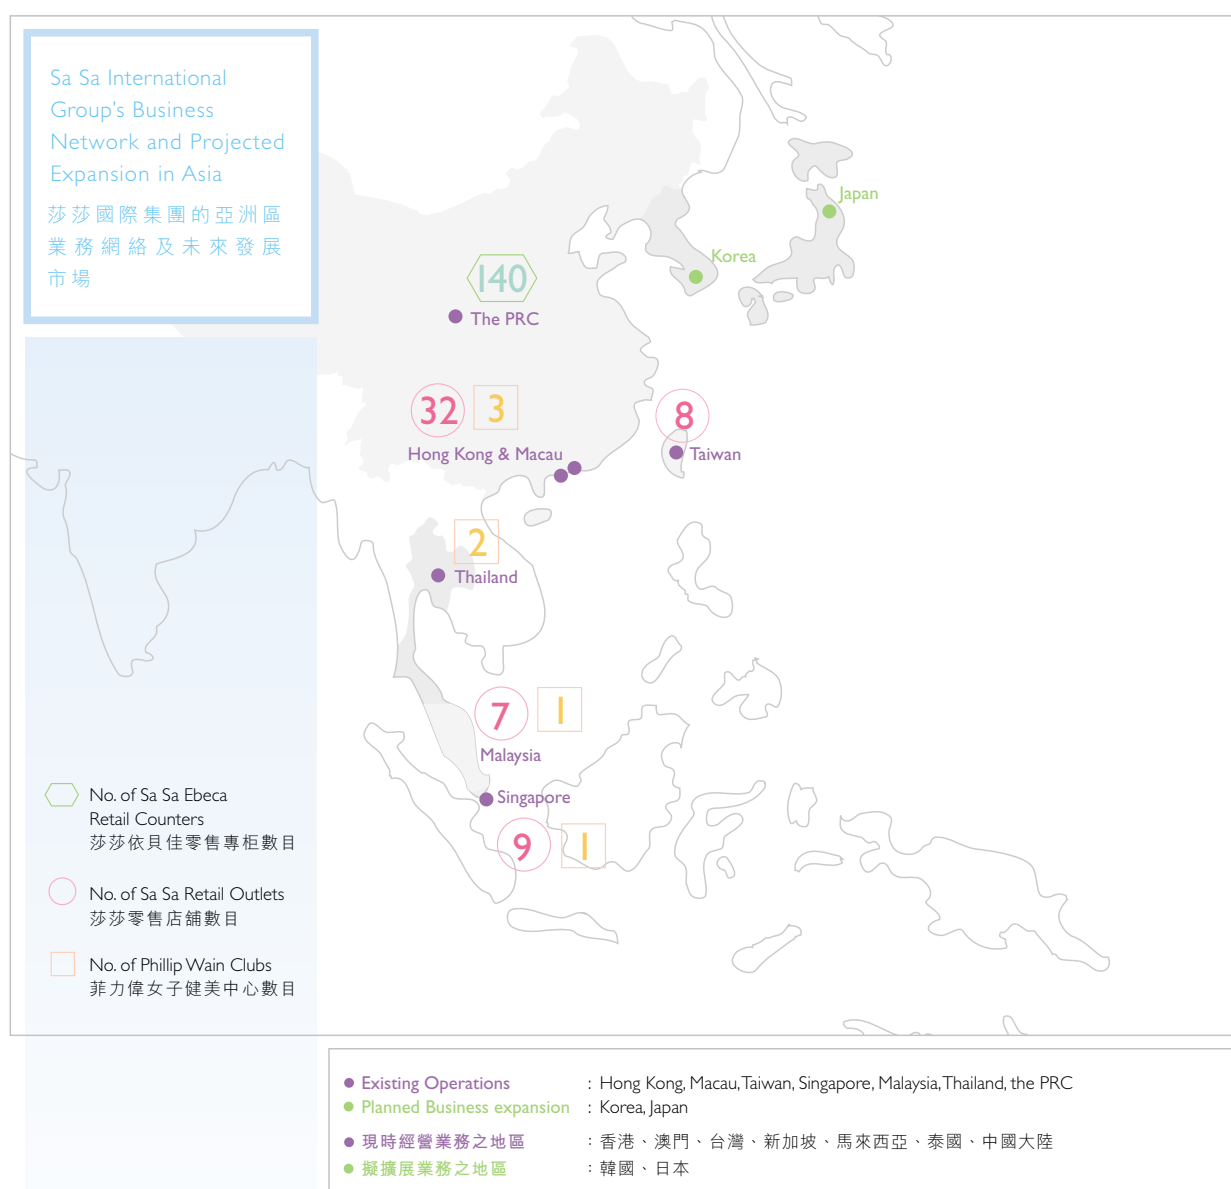 Sa Sa International
Group's Business
Network and Projected
Expansion in Asia
莎莎國際集團的亞洲區
業務網絡及未來發展
市場
Japan
Korea
140
The PRC
32
3
8
Hong Kong & Macau
Taiwan
2
Thailand
7
1
Malaysia
Singapore
9
1
No. of Sa Sa Ebeca
Retail Counters
莎莎依貝佳零售專柜數目
No. of Sa Sa Retail Outlets
莎莎零售店舖數目
No. of Phillip Wain Clubs
菲力偉女子健美中心數目
Existing Operations : Hong Kong, Macau, Taiwan, Singapore, Malaysia, Thailand, the PRC
Planned Business expansion : Korea, Japan
現時經營業務之地區 : 香港、澳門、台灣、新加坡、馬來西亞、泰國、中國大陸
擬擴展業務之地區 : 韓國、日本